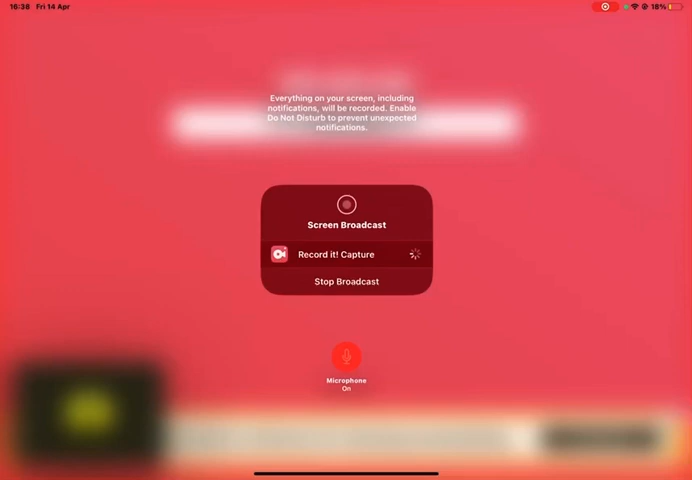 16:38 Fri 14 Apr
18%
Everything on your screen, including
notifications, will be recorded. Enable
Do Not Disturb to prevent unexpected
notifications.
Screen Broadcast
Record it! Capture
Stop Broadcast
Microphone
On